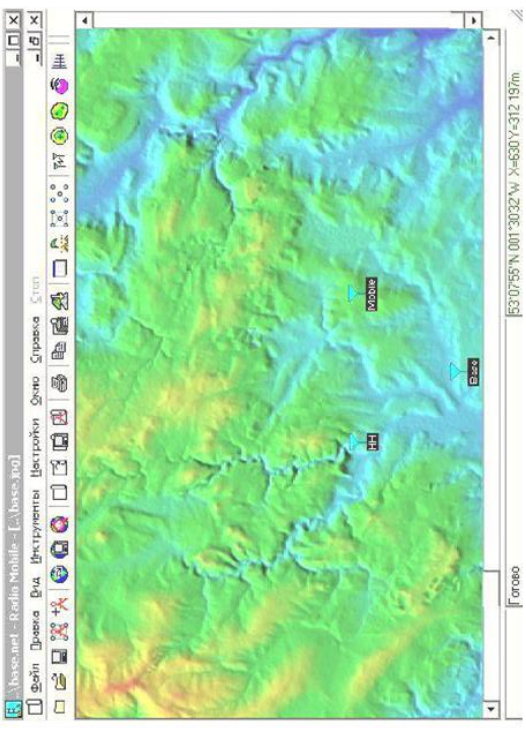 ..\base.net - Radio Mobile - [..\base.jpg]
Файл Правка Вид Инструменты Настройки Окно Справка Стоп
Mobile
HH
Base
Готово 53°07'55"N 001°30'32"W X=630 Y=312 197m